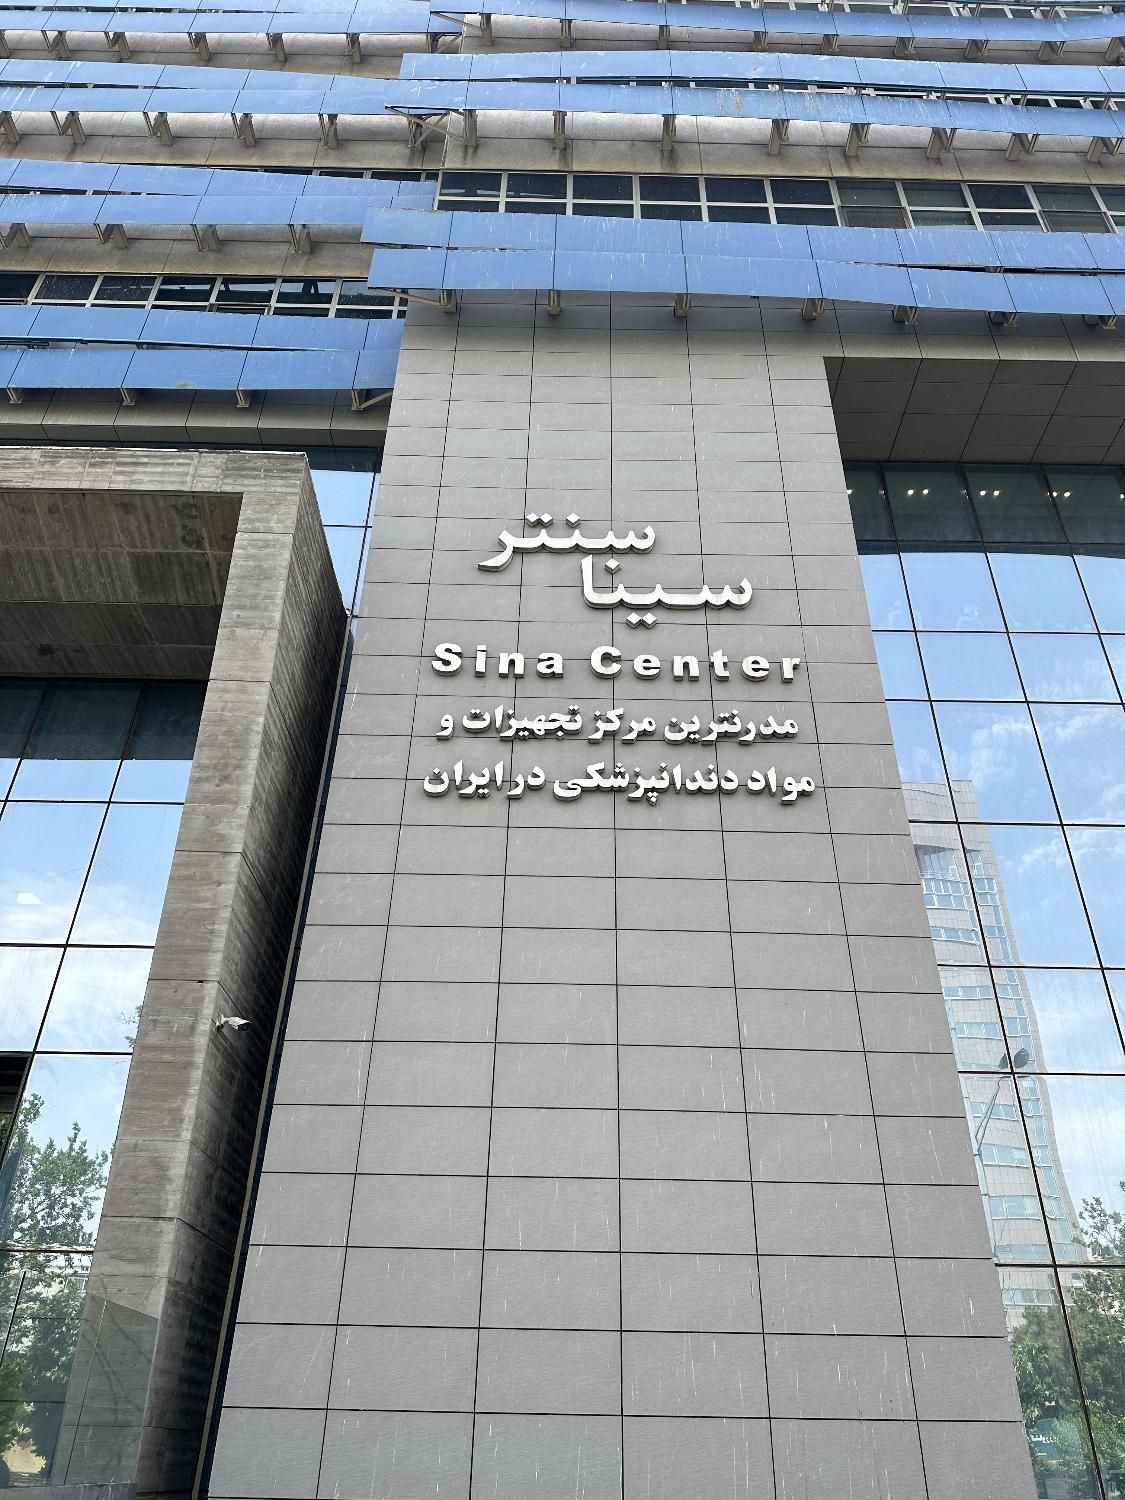 سینا سنتر
Sina Center
مدرنترین مرکز تجهیزات و
مواد دندانپزشکی در ایران